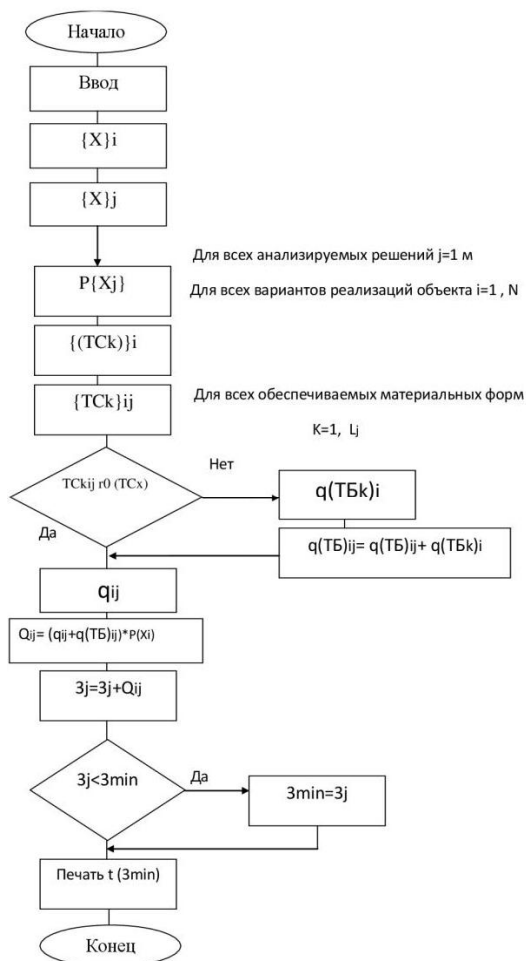 Начало
Ввод
{X}i
{X}j
Для всех анализируемых решений j=1 м
P{Xj}
Для всех вариантов реализаций объекта i=1 , N
{(TCk)}i
{TCk}ij
Для всех обеспечиваемых материальных форм
K=1, Lj
TCkij r0 (TCx)
Нет
q(ТБk)i
Да
q(ТБ)ij= q(ТБ)ij+ q(ТБk)i
qij
Qij= (qij+q(ТБ)ij)*P(Xi)
3j=3j+Qij
3j<3min
Да
3min=3j
Печать t (3min)
Конец